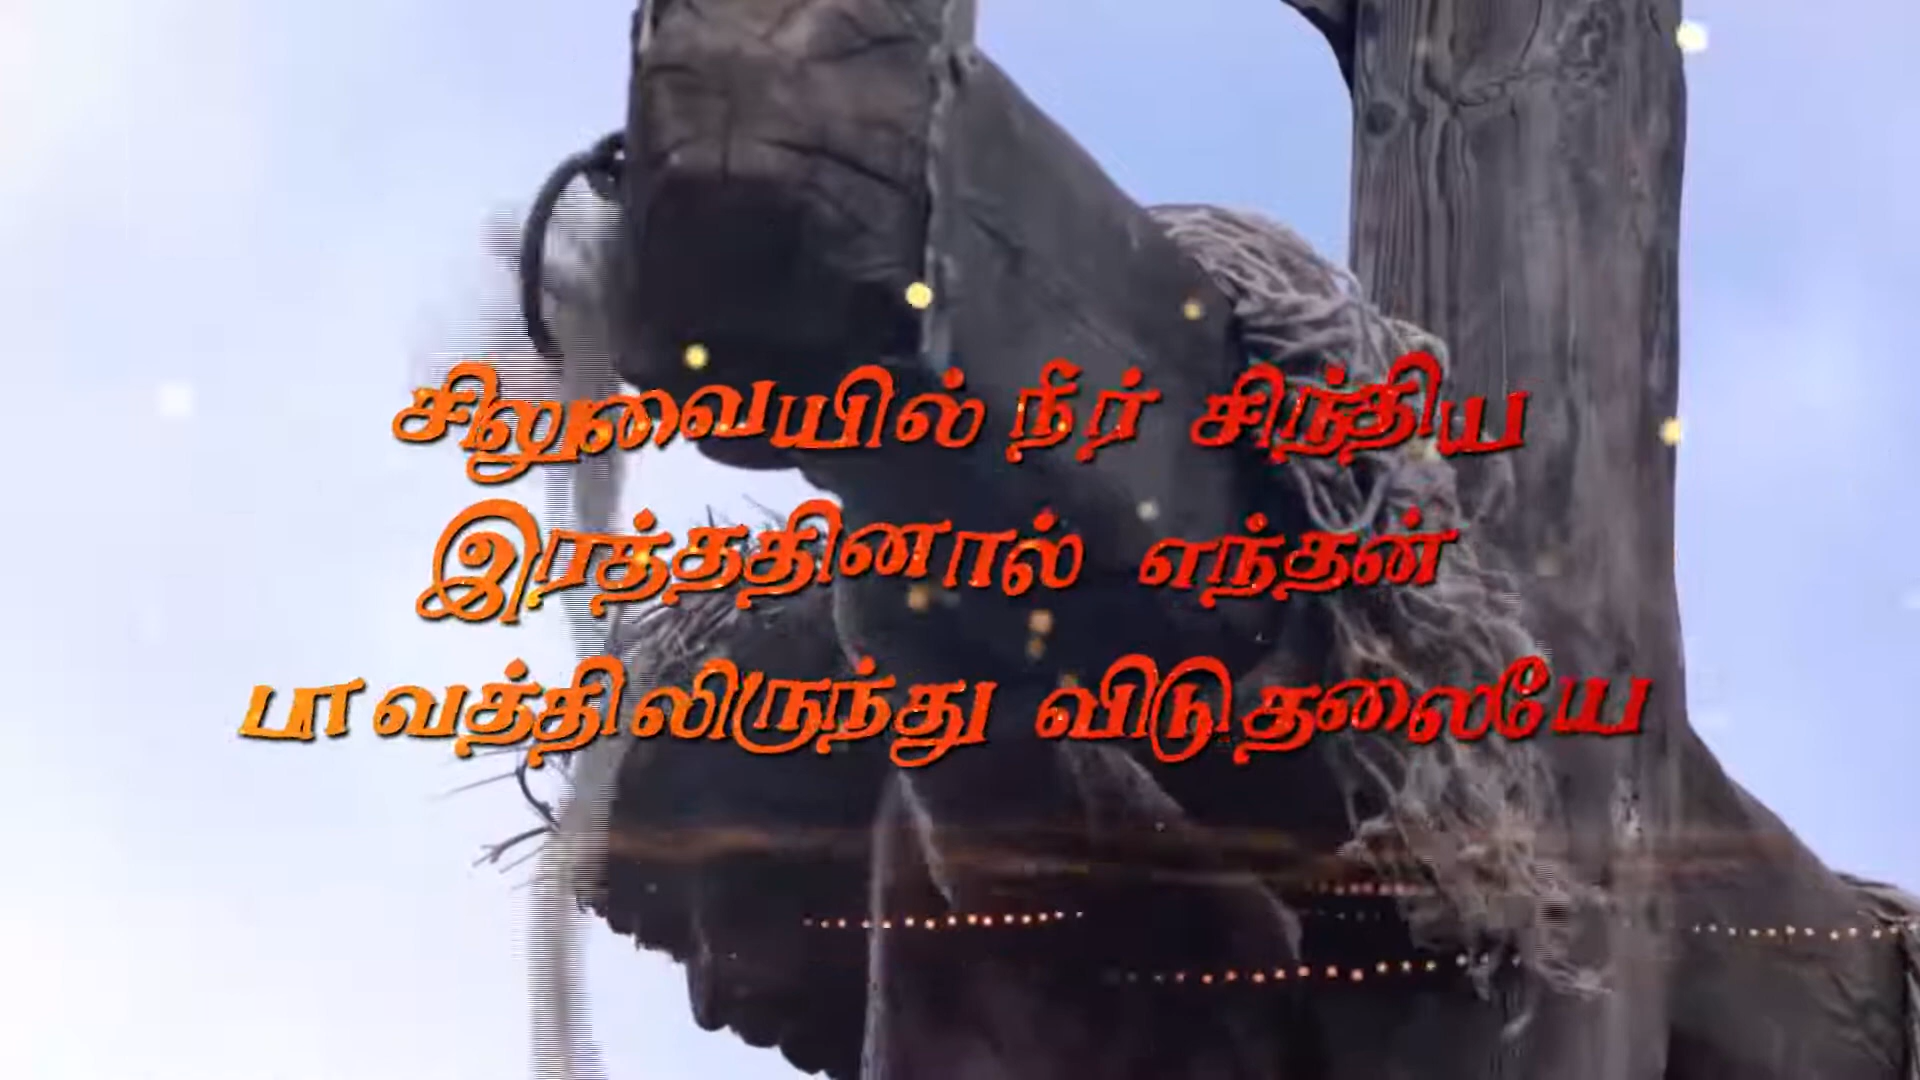 சிலுவையில் நீர் சிந்திய
இரத்ததினால் எந்தன்
பாவத்திலிருந்து விடுதலையே